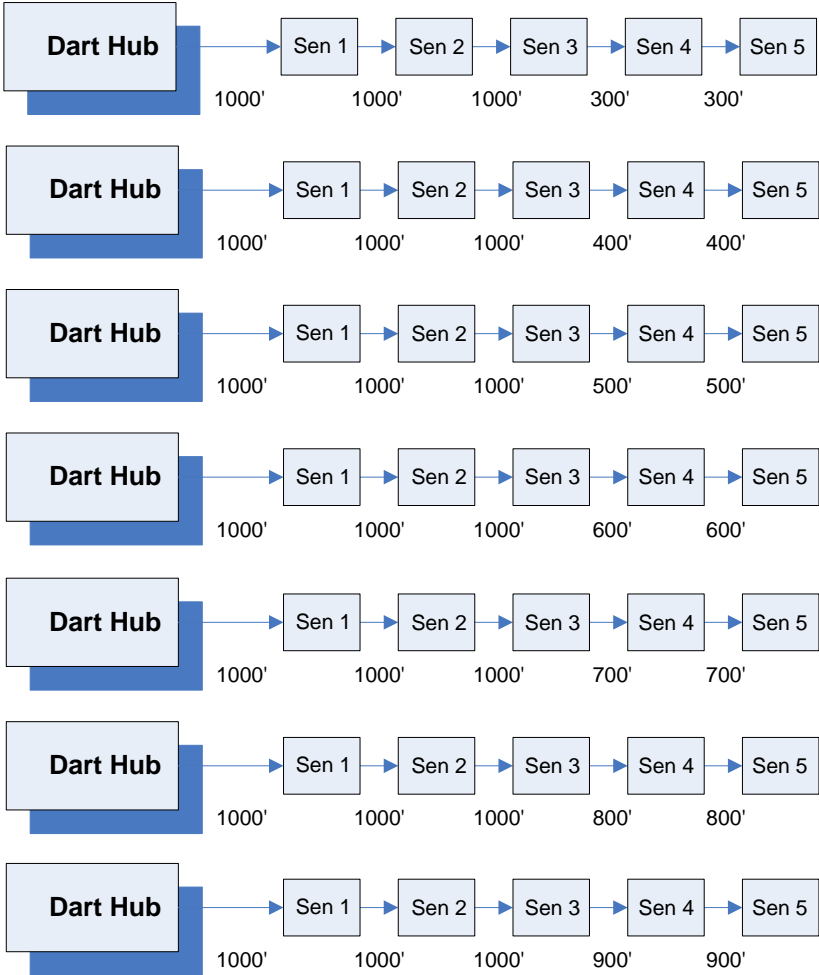 Dart Hub Sen 1 Sen 2 Sen 3 Sen 4 Sen 5
1000' 1000' 1000' 300' 300'
Dart Hub Sen 1 Sen 2 Sen 3 Sen 4 Sen 5
1000' 1000' 1000' 400' 400'
Dart Hub Sen 1 Sen 2 Sen 3 Sen 4 Sen 5
1000' 1000' 1000' 500' 500'
Dart Hub Sen 1 Sen 2 Sen 3 Sen 4 Sen 5
1000' 1000' 1000' 600' 600'
Dart Hub Sen 1 Sen 2 Sen 3 Sen 4 Sen 5
1000' 1000' 1000' 700' 700'
Dart Hub Sen 1 Sen 2 Sen 3 Sen 4 Sen 5
1000' 1000' 1000' 800' 800'
Dart Hub Sen 1 Sen 2 Sen 3 Sen 4 Sen 5
1000' 1000' 1000' 900' 900'